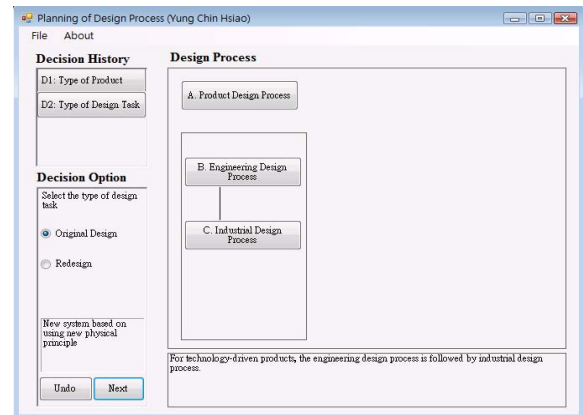 Planning of Design Process (Yung Chin Hsiao)
File About
Decision History
D1: Type of Product
D2: Type of Design Task
Decision Option
Select the type of design
task
Original Design
Redesign
New system based on
using new physical
principle
Undo Next
Design Process
A. Product Design Process
B. Engineering Design
Process
C. Industrial Design
Process
For technology-driven products, the engineering design process is followed by industrial design
process.